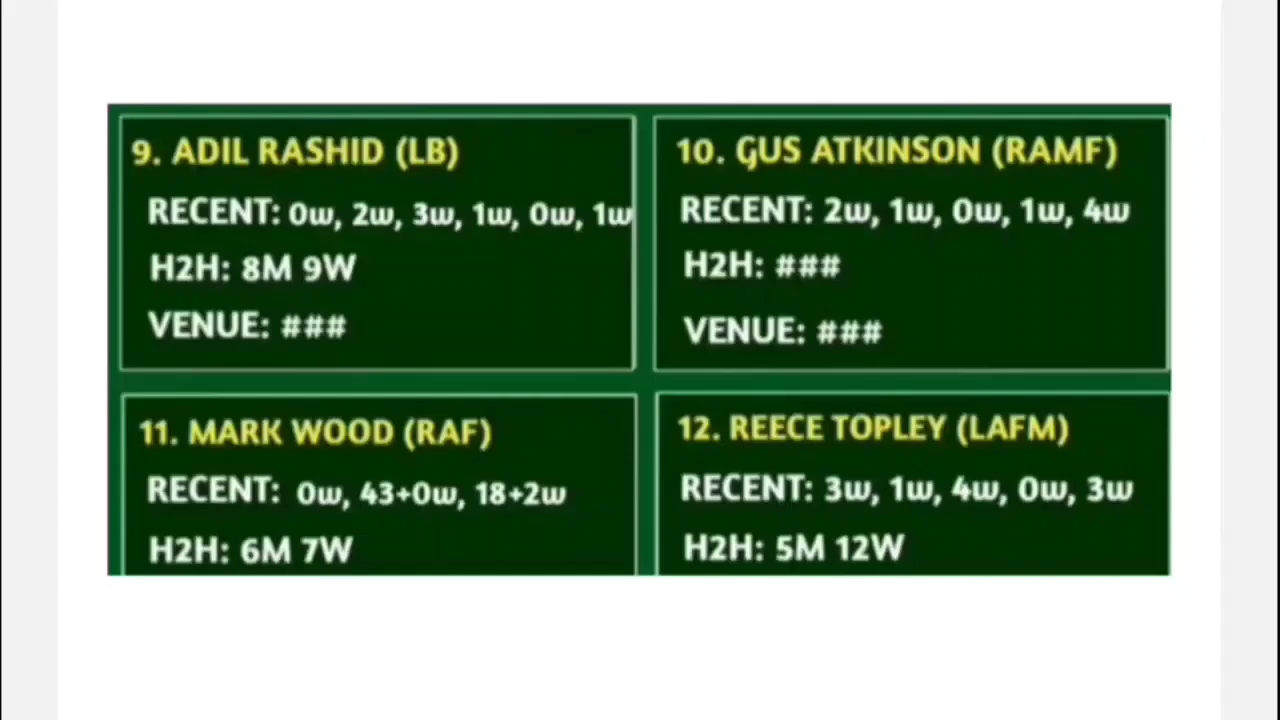 9. ADIL RASHID (LB)
RECENT: 0w, 2w, 3w, 1w, 0w, 1w
H2H: 8M 9W
VENUE: ###
10. GUS ATKINSON (RAMF)
RECENT: 2w, 1w, 0w, 1w, 4w
H2H: ###
VENUE: ###
11. MARK WOOD (RAF)
RECENT: 0w, 43+0w, 18+2w
H2H: 6M 7W
12. REECE TOPLEY (LAFM)
RECENT: 3w, 1w, 4w, 0w, 3w
H2H: 5M 12W